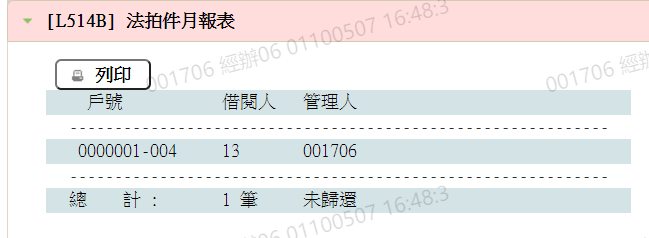 [L514B] 法拍件月報表
列印
戶號 借閱人 管理人
------------------------------------------------------------
0000001-004 13 001706
------------------------------------------------------------
總 計 : 1 筆 未歸還
001706 經辦06 01100507 16:48:3
001706 經辦
經辦06 01100507 16:48:3